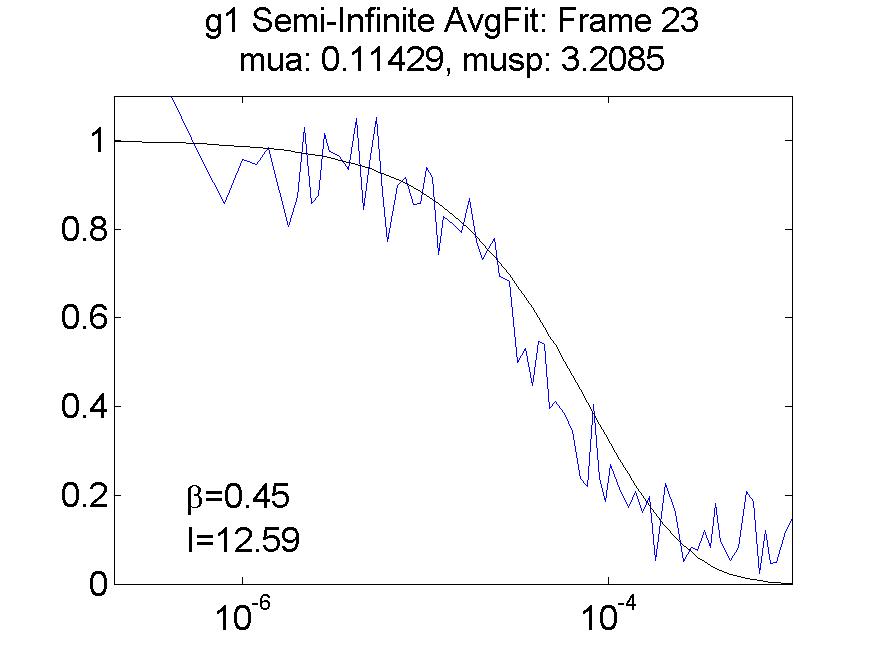 g1 Semi-Infinite AvgFit: Frame 23
mua: 0.11429, musp: 3.2085
1
0.8
0.6
0.4
0.2
0
β=0.45
I=12.59
10^-6
10^-4